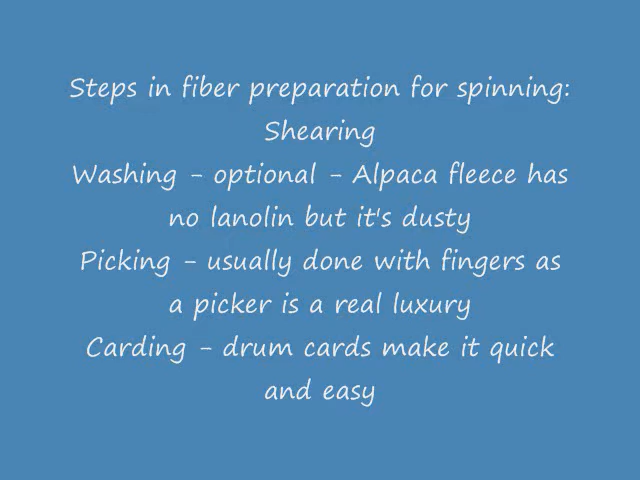 Steps in fiber preparation for spinning:
Shearing
Washing - optional - Alpaca fleece has
no lanolin but it's dusty
Picking - usually done with fingers as
a picker is a real luxury
Carding - drum cards make it quick
and easy